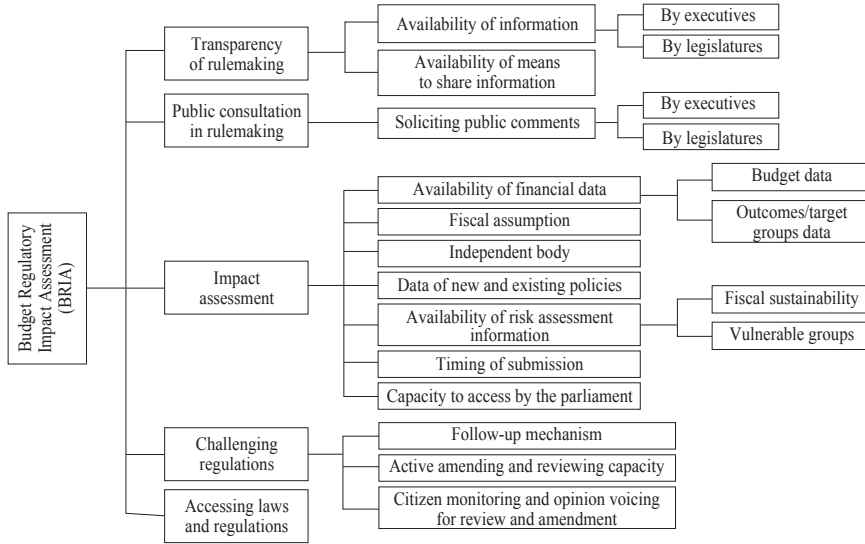 Budget Regulatory
Impact Assessment
(BRIA)
Transparency
of rulemaking
Availability of information
By executives
By legislatures
Availability of means
to share information
Public consultation
in rulemaking
Soliciting public comments
By executives
By legislatures
Impact
assessment
Availability of financial data
Budget data
Outcomes/target
groups data
Fiscal assumption
Independent body
Data of new and existing policies
Availability of risk assessment
information
Fiscal sustainability
Vulnerable groups
Timing of submission
Capacity to access by the parliament
Challenging
regulations
Follow-up mechanism
Active amending and reviewing capacity
Citizen monitoring and opinion voicing
for review and amendment
Accessing laws
and regulations